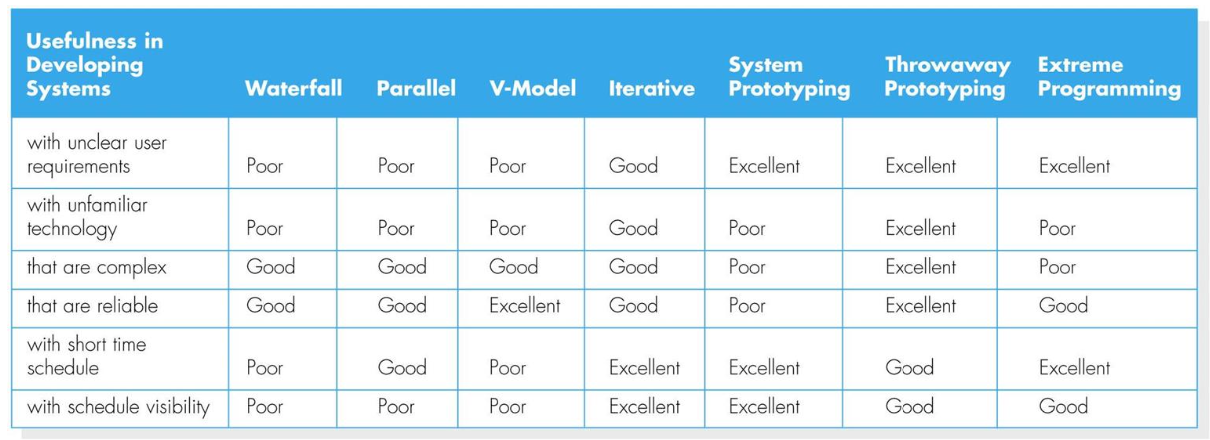 Usefulness in
Developing
Systems
Waterfall Parallel V-Model Iterative System Prototyping Throwaway Prototyping Extreme Programming
with unclear user
requirements Poor Poor Poor Good Excellent Excellent Excellent
with unfamiliar
technology Poor Poor Poor Good Poor Excellent Poor
that are complex Good Good Good Good Poor Excellent Poor
that are reliable Good Good Excellent Good Poor Excellent Good
with short time
schedule Poor Good Poor Excellent Excellent Good Excellent
with schedule visibility Poor Poor Poor Excellent Excellent Good Good